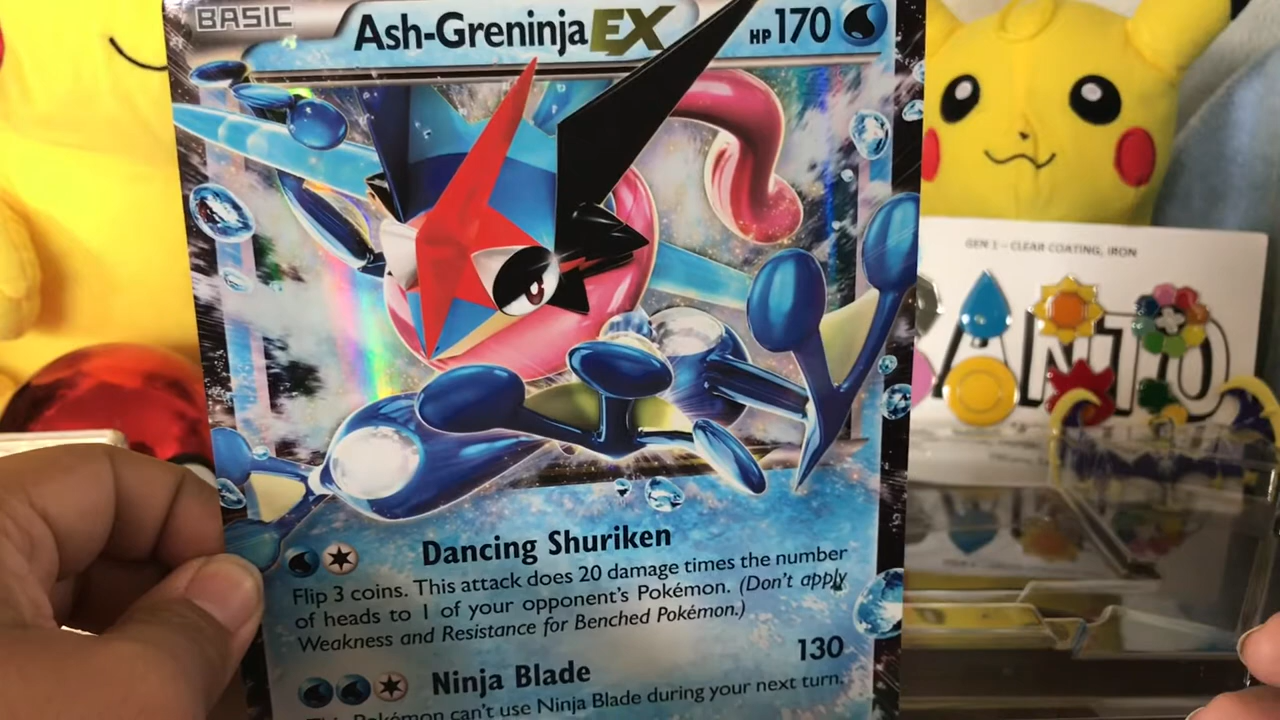 BASIC
Ash-Greninja EX HP 170
GEN 1 - CLEAR COATING, IRON
Dancing Shuriken
Flip 3 coins. This attack does 20 damage times the number
of heads to 1 of your opponent's Pokémon. (Don't apply
Weakness and Resistance for Benched Pokémon.)
Ninja Blade 130
Pokémon can't use Ninja Blade during your next turn.